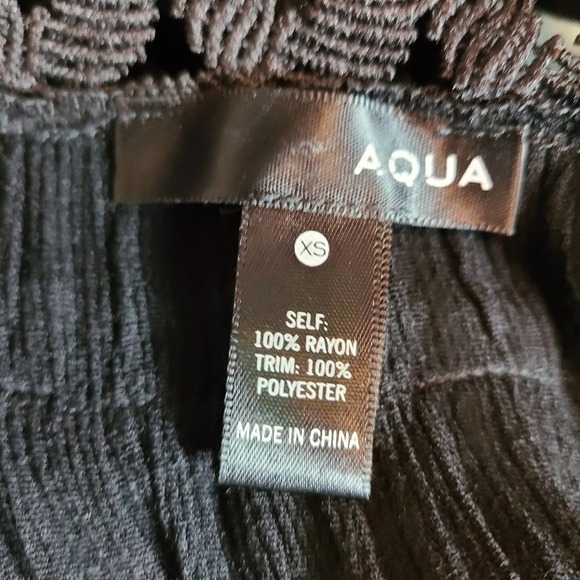 AQUA
XS
SELF:
100% RAYON
TRIM: 100%
POLYESTER
MADE IN CHINA